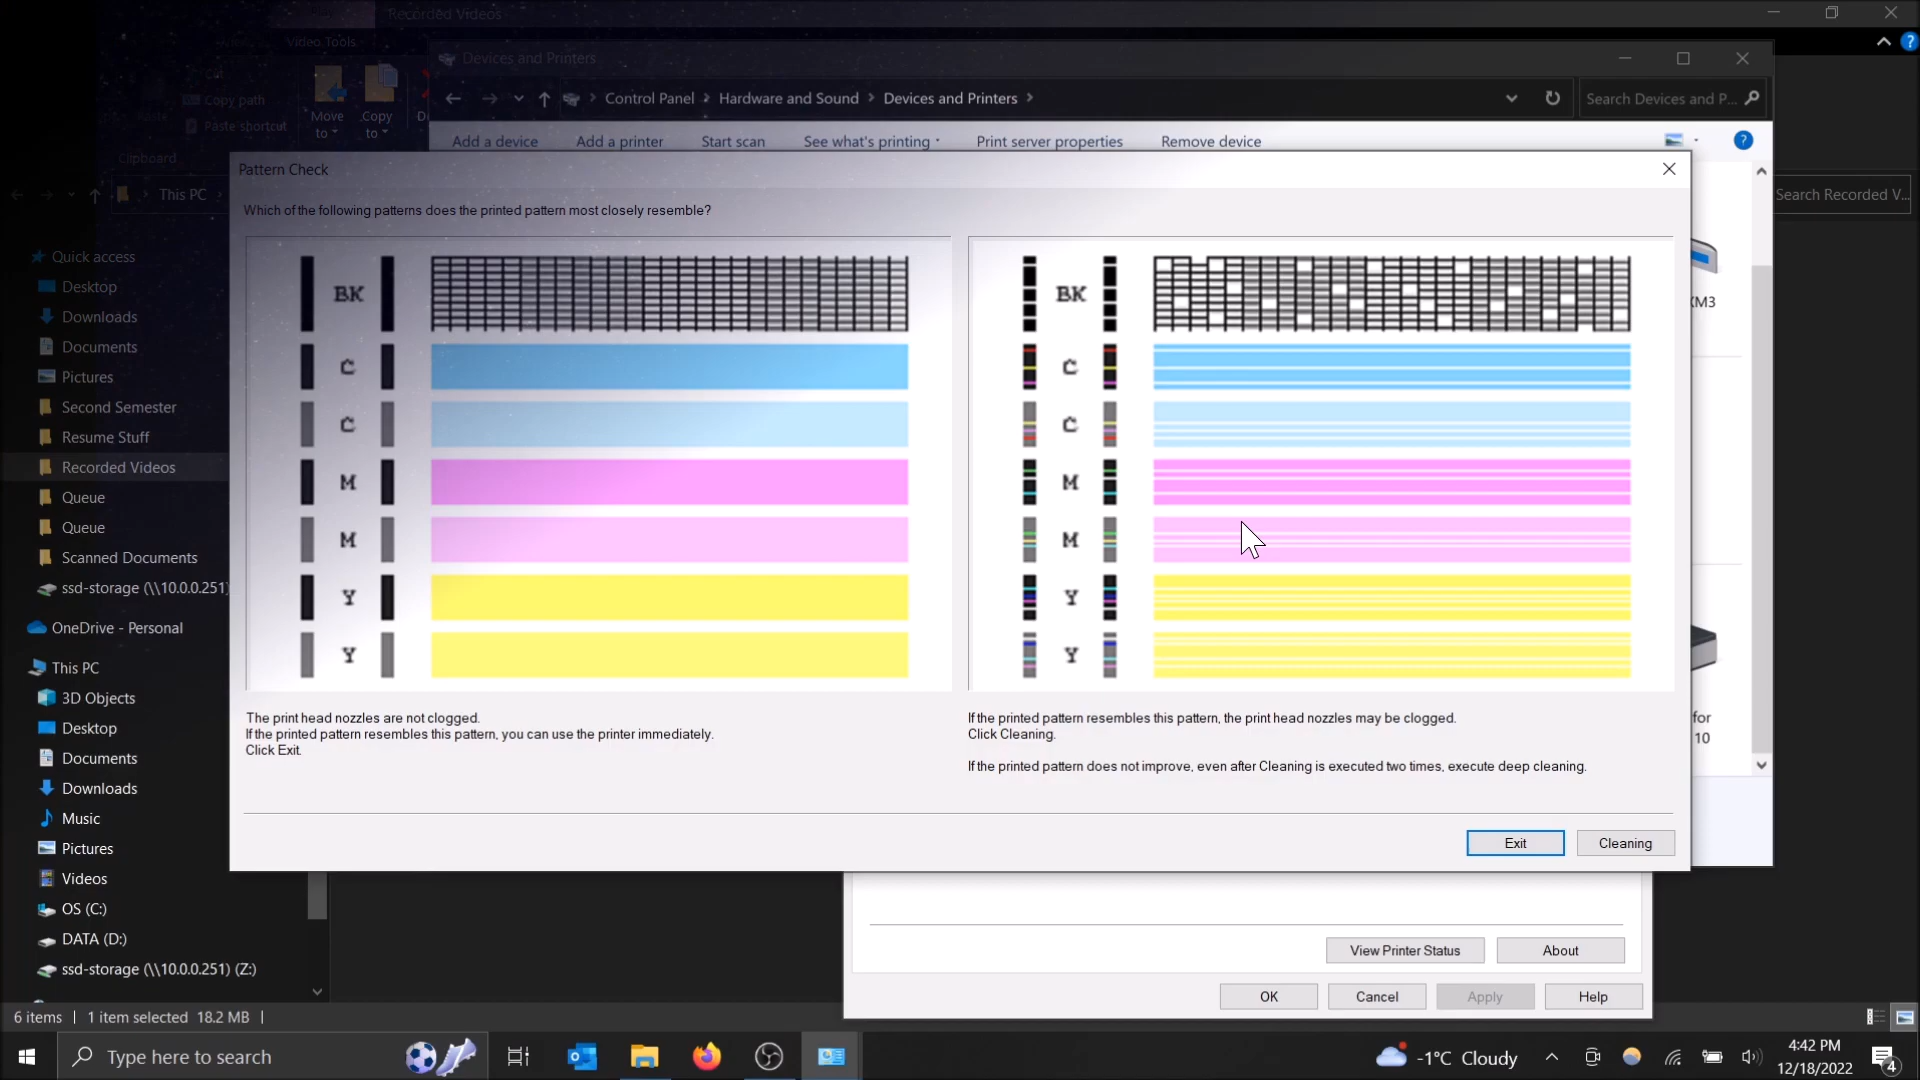 Recorded Videos
Video Tools
Devices and Printers
Cut
Copy path
Paste shortcut
Paste
Move to
Copy to
Clipboard
Control Panel > Hardware and Sound > Devices and Printers >
Search Devices and P...
Add a device
Add a printer
Start scan
See what's printing
Print server properties
Remove device
This PC
Search Recorded V...
Pattern Check
Which of the following patterns does the printed pattern most closely resemble?
BK
C
C
M
M
Y
Y
BK
C
C
M
M
Y
Y
The print head nozzles are not clogged.
If the printed pattern resembles this pattern, you can use the printer immediately.
Click Exit.
If the printed pattern resembles this pattern, the print head nozzles may be clogged.
Click Cleaning.
If the printed pattern does not improve, even after Cleaning is executed two times, execute deep cleaning.
Exit
Cleaning
for
10
Quick access
Desktop
Downloads
Documents
Pictures
Second Semester
Resume Stuff
Recorded Videos
Queue
Queue
Scanned Documents
ssd-storage (\\10.0.0.251)
OneDrive - Personal
This PC
3D Objects
Desktop
Documents
Downloads
Music
Pictures
Videos
OS (C:)
DATA (D:)
ssd-storage (\\10.0.0.251) (Z:)
View Printer Status
About
OK
Cancel
Apply
Help
6 items
1 item selected 18.2 MB
Type here to search
-1°C Cloudy
4:42 PM
12/18/2022
4